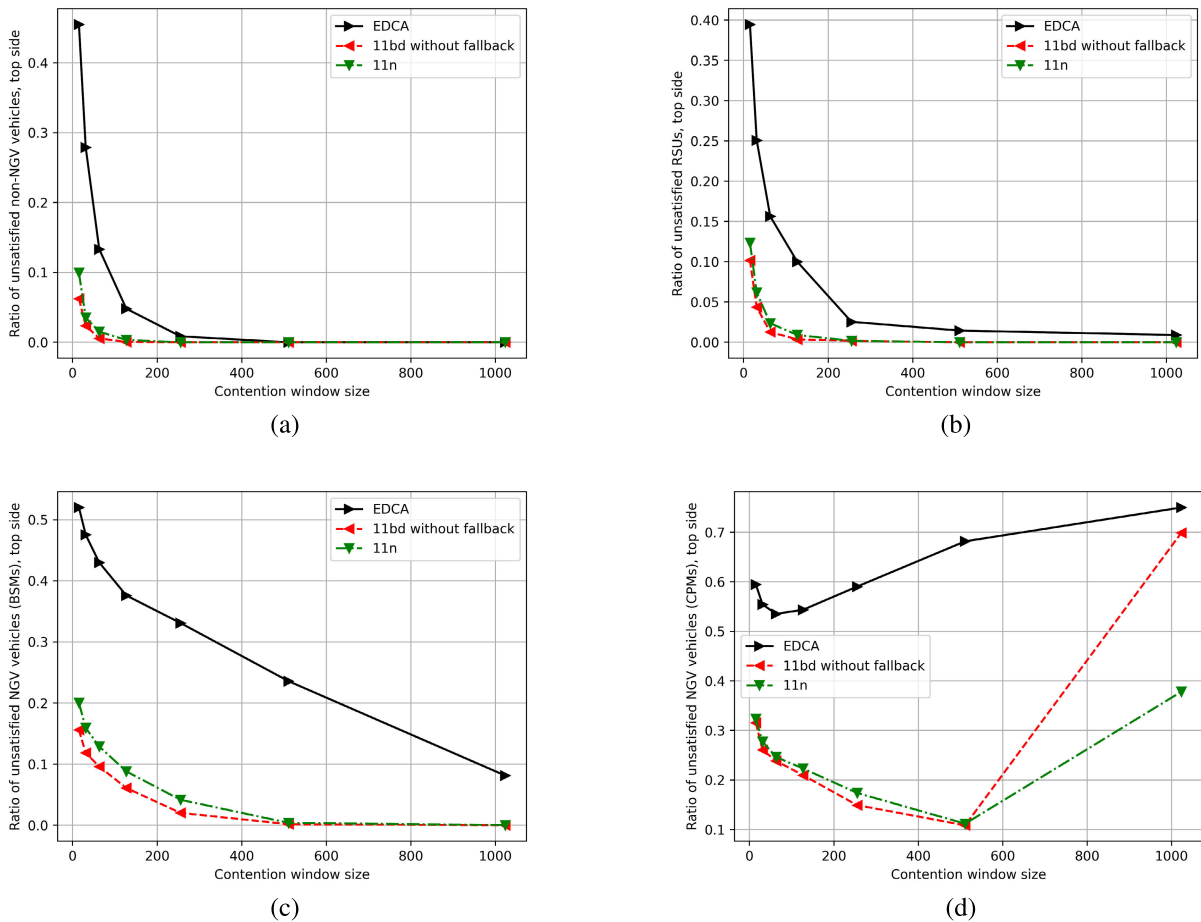 Ratio of unsatisfied non-NGV vehicles, top side
0.4
0.3
0.2
0.1
0.0
EDCA
11bd without fallback
11n
0 200 400 600 800 1000
Contention window size
(a)
Ratio of unsatisfied RSUs, top side
0.40
0.35
0.30
0.25
0.20
0.15
0.10
0.05
0.00
EDCA
11bd without fallback
11n
0 200 400 600 800 1000
Contention window size
(b)
Ratio of unsatisfied NGV vehicles (BSMs), top side
0.5
0.4
0.3
0.2
0.1
0.0
EDCA
11bd without fallback
11n
0 200 400 600 800 1000
Contention window size
(c)
Ratio of unsatisfied NGV vehicles (CPMs), top side
0.7
0.6
0.5
0.4
0.3
0.2
0.1
EDCA
11bd without fallback
11n
0 200 400 600 800 1000
Contention window size
(d)